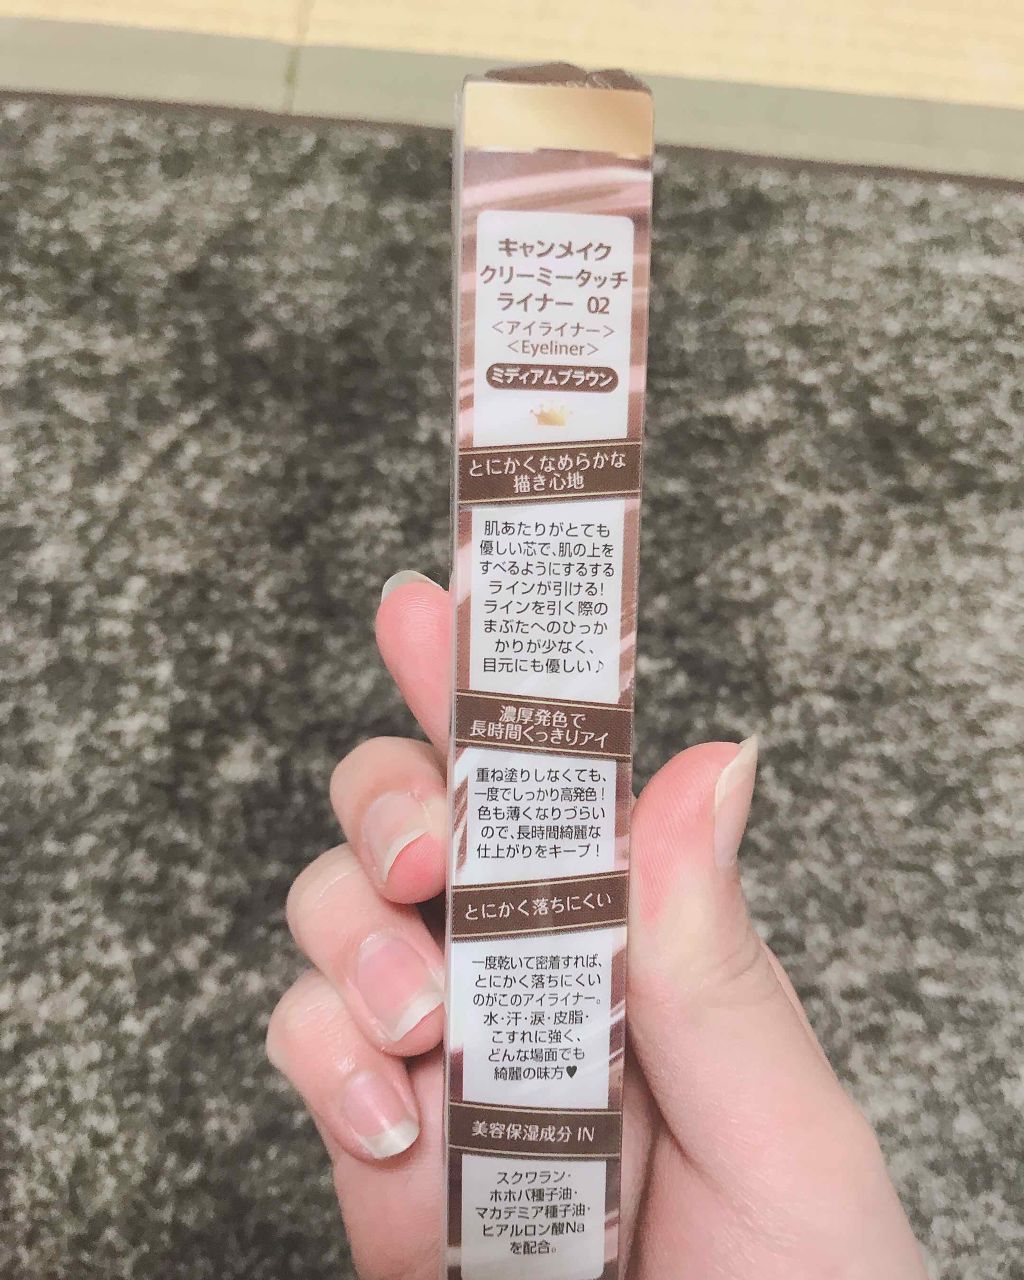 キャンメイク
クリーミータッチ
ライナー 02
＜アイライナー＞
＜Eyeliner＞
ミディアムブラウン
とにかくなめらかな
描き心地
肌あたりがとても
優しい芯で、肌の上を
すべるようにするする
ラインが引ける!
ラインを引く際の
まぶたへのひっか
かりが少なく、
目元にも優しい♪
濃厚発色で
長時間くっきりアイ
重ね塗りしなくても、
一度でしっかり高発色!
色も薄くなりづらい
ので、長時間綺麗な
仕上がりをキープ!
とにかく落ちにくい
一度乾いて密着すれば、
とにかく落ちにくい
のがこのアイライナー。
水・汗・涙・皮脂・
こすれに強く、
どんな場面でも
綺麗の味方♥
美容保湿成分 IN
スクワラン・
ホホバ種子油・
マカデミア種子油・
ヒアルロン酸Na
を配合。